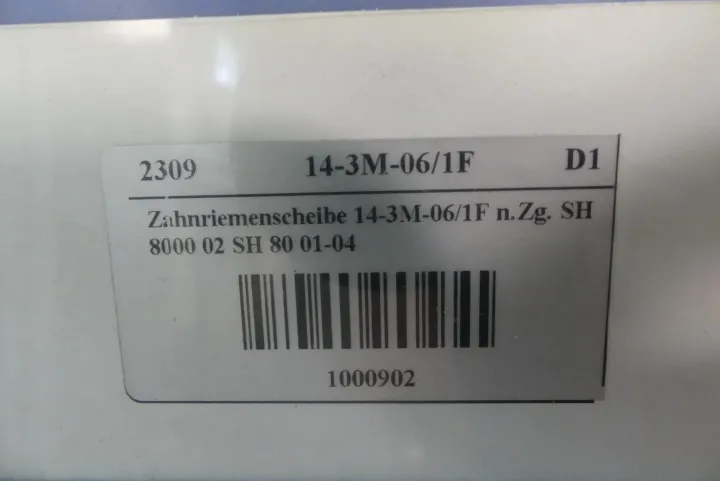 2309 14-3M-06/1F D1
Zahnriemenscheibe 14-3M-06/1F n.Zg. SH
8000 02 SH 80 01-04
1000902